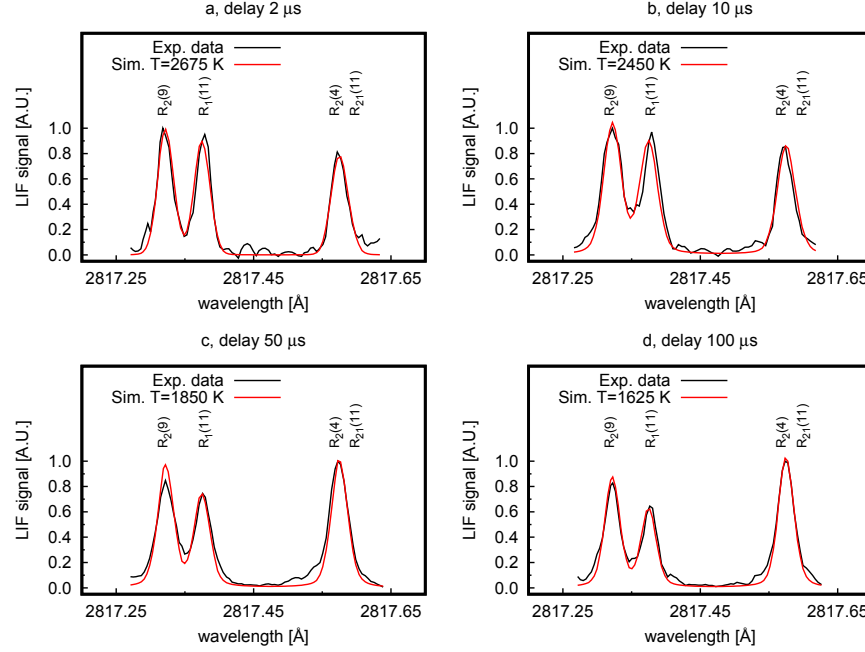 a, delay 2 μs
Exp. data
Sim. T=2675 K
R2(9)
R1(11)
R2(4)
R21(11)
LIF signal [A.U.]
1.0
0.8
0.6
0.4
0.2
0.0
2817.25 2817.45 2817.65
wavelength [Å]
b, delay 10 μs
Exp. data
Sim. T=2450 K
R2(9)
R1(11)
R2(4)
R21(11)
LIF signal [A.U.]
1.0
0.8
0.6
0.4
0.2
0.0
2817.25 2817.45 2817.65
wavelength [Å]
c, delay 50 μs
Exp. data
Sim. T=1850 K
R2(9)
R1(11)
R2(4)
R21(11)
LIF signal [A.U.]
1.0
0.8
0.6
0.4
0.2
0.0
2817.25 2817.45 2817.65
wavelength [Å]
d, delay 100 μs
Exp. data
Sim. T=1625 K
R2(9)
R1(11)
R2(4)
R21(11)
LIF signal [A.U.]
1.0
0.8
0.6
0.4
0.2
0.0
2817.25 2817.45 2817.65
wavelength [Å]